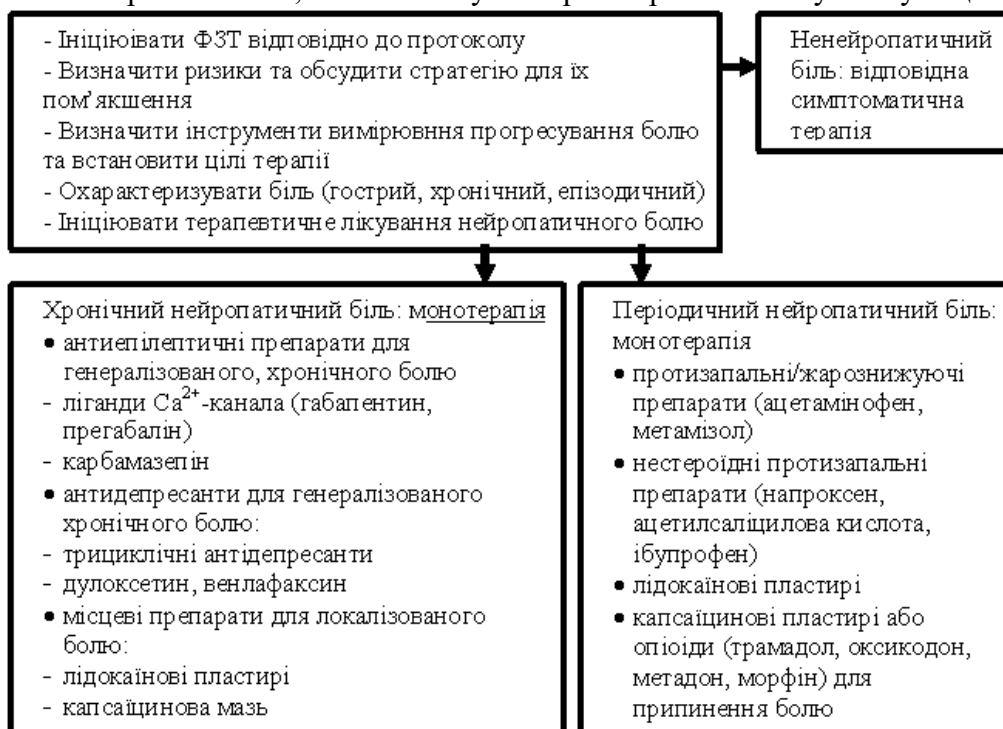 - Ініціюівати ФЗТ відповідно до протоколу
- Визначити ризики та обсудити стратегію для їх
пом’якшення
- Визначити інструменти вимірювння прогресування болю
та встановити цілі терапії
- Охарактеризувати біль (гострий, хронічний, епізодичний)
- Ініціювати терапевтичне лікування нейропатичного болю
Ненейропатичний
біль: відповідна
симптоматична
терапія
Хронічний нейропатичний біль: монотерапія
• антиепілептичні препарати для
генералізованого, хронічного болю
- ліганди Ca²⁺-канала (габапентин,
прегабалін)
- карбамазепін
• антидепресанти для генералізованого
хронічного болю:
- трициклічні антідепресанти
- дулоксетин, венлафаксин
• місцеві препарати для локалізованого
болю:
- лідокаїнові пластирі
- капсаїцинова мазь
Періодичний нейропатичний біль:
монотерапія
• протизапальні/жарознижуючі
препарати (ацетамінофен,
метамізол)
• нестероїдні протизапальні
препарати (напроксен,
ацетилсаліцилова кислота,
ібупрофен)
• лідокаїнові пластирі
• капсаїцинові пластирі або
опіоіди (трамадол, оксикодон,
метадон, морфін) для
припинення болю